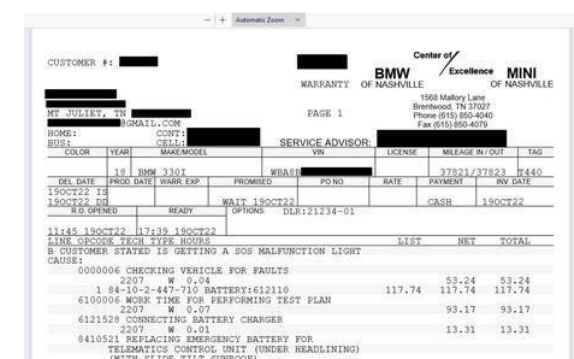 Automatic Zoom
CUSTOMER #:
Center of
Excellence
BMW MINI
WARRANTY OF NASHVILLE OF NASHVILLE
1568 Mallory Lane
Brentwood, TN 37027
MT JULIET, TN PAGE 1 Phone (615) 850-4040
@GMAIL.COM Fax (615) 850-4079
HOME: CONT:
BUS: CELL: SERVICE ADVISOR:
COLOR YEAR MAKE/MODEL VIN LICENSE MILEAGE IN / OUT TAG
18 BMW 330I WBA8B 37821/37823 T440
DEL. DATE PROD. DATE WARR. EXP. PROMISED PO NO. RATE PAYMENT INV. DATE
19OCT22 IS
19OCT22 DD WAIT 19OCT22 CASH 19OCT22
R.O. OPENED READY OPTIONS DLR:21234-01
11:45 19OCT22 17:39 19OCT22
LINE OPCODE TECH TYPE HOURS LIST NET TOTAL
B CUSTOMER STATED IS GETTING A SOS MALFUNCTION LIGHT
CAUSE:
0000006 CHECKING VEHICLE FOR FAULTS
2207 W 0.04 53.24 53.24
1 84-10-2-447-710 BATTERY:612110 117.74 117.74 117.74
6100006 WORK TIME FOR PERFORMING TEST PLAN
2207 W 0.07 93.17 93.17
6121528 CONNECTING BATTERY CHARGER
2207 W 0.01 13.31 13.31
8410521 REPLACING EMERGENCY BATTERY FOR
TELEMATICS CONTROL UNIT (UNDER HEADLINING)
(WITH SLIDE TILT SUNROOF)